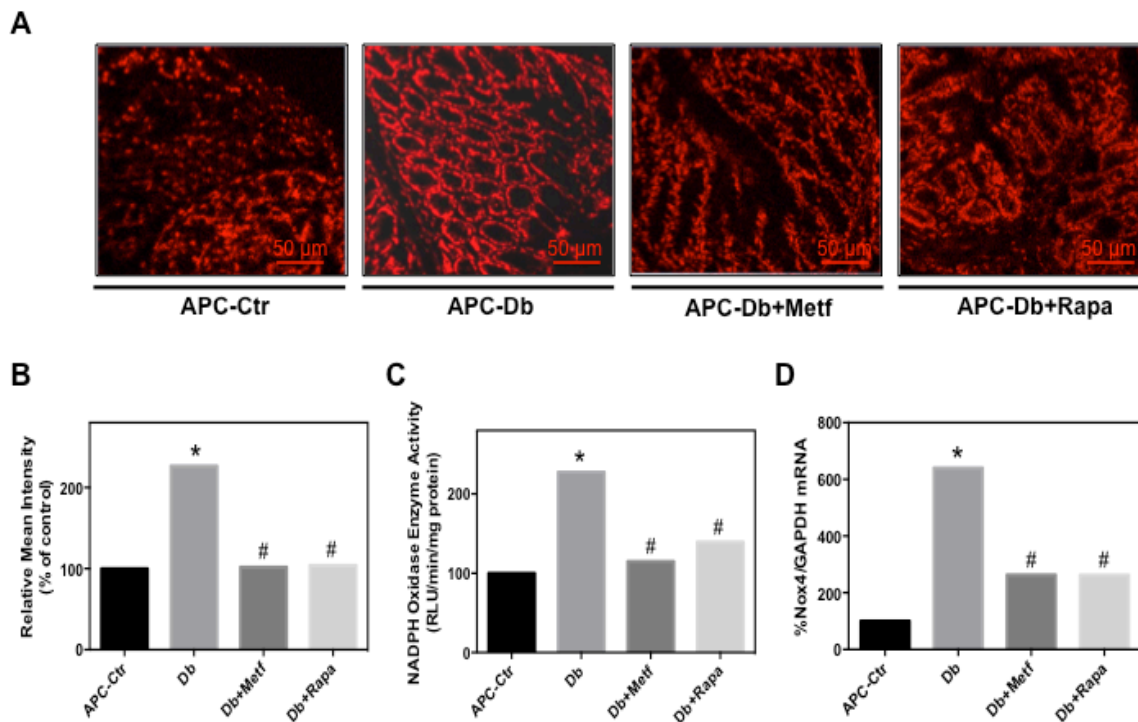 A
50 µm
50 µm
50 µm
50 µm
APC-Ctr
APC-Db
APC-Db+Metf
APC-Db+Rapa
B
Relative Mean Intensity
(% of control)
200
100
0
*
#
#
APC-Ctr
Db
Db+Metf
Db+Rapa
C
NADPH Oxidase Enzyme Activity
(RLU/min/mg protein)
200
100
0
*
#
#
APC-Ctr
Db
Db+Metf
Db+Rapa
D
%Nox4/GAPDH mRNA
800
600
400
200
0
*
#
#
APC-Ctr
Db
Db+Metf
Db+Rapa